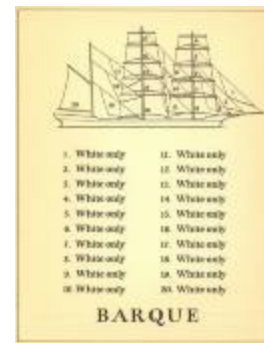 1. White only 11. White only
2. White only 12. White only
3. White only 13. White only
4. White only 14. White only
5. White only 15. White only
6. White only 16. White only
7. White only 17. White only
8. White only 18. White only
9. White only 19. White only
10. White only 20. White only
BARQUE